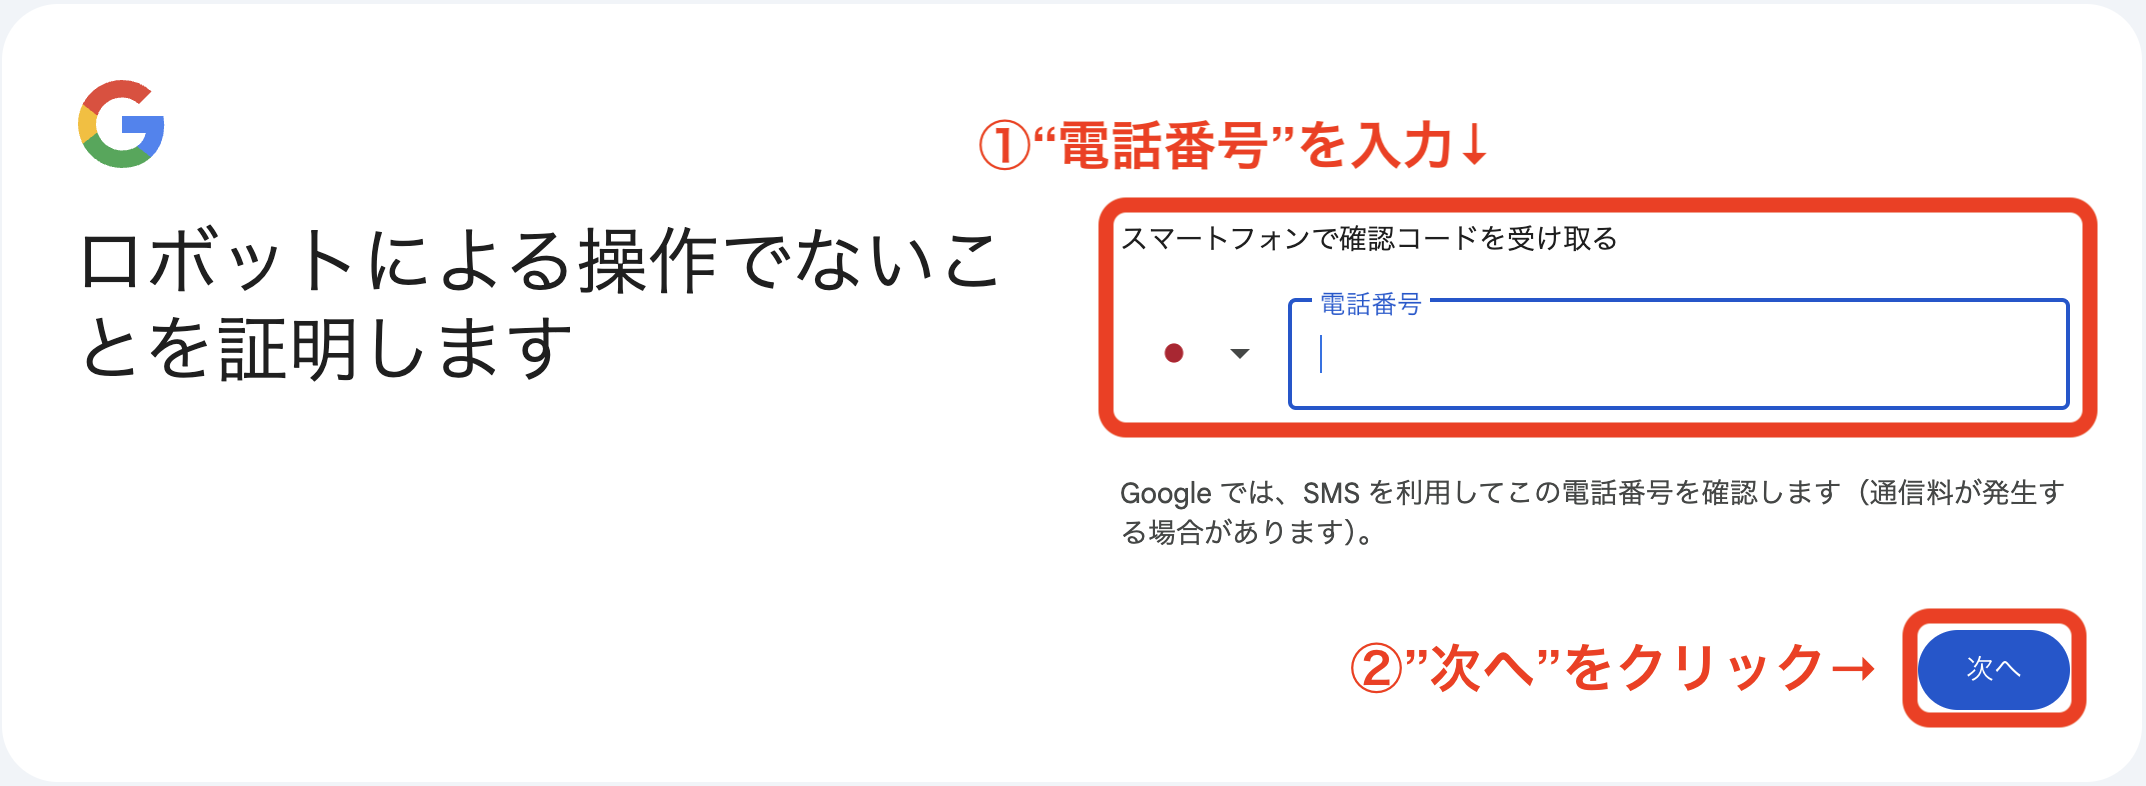 ①“電話番号”を入力↓
ロボットによる操作でないこ
とを証明します
スマートフォンで確認コードを受け取る
電話番号
Google では、SMS を利用してこの電話番号を確認します（通信料が発生す
る場合があります）。
②”次へ”をクリック→
次へ